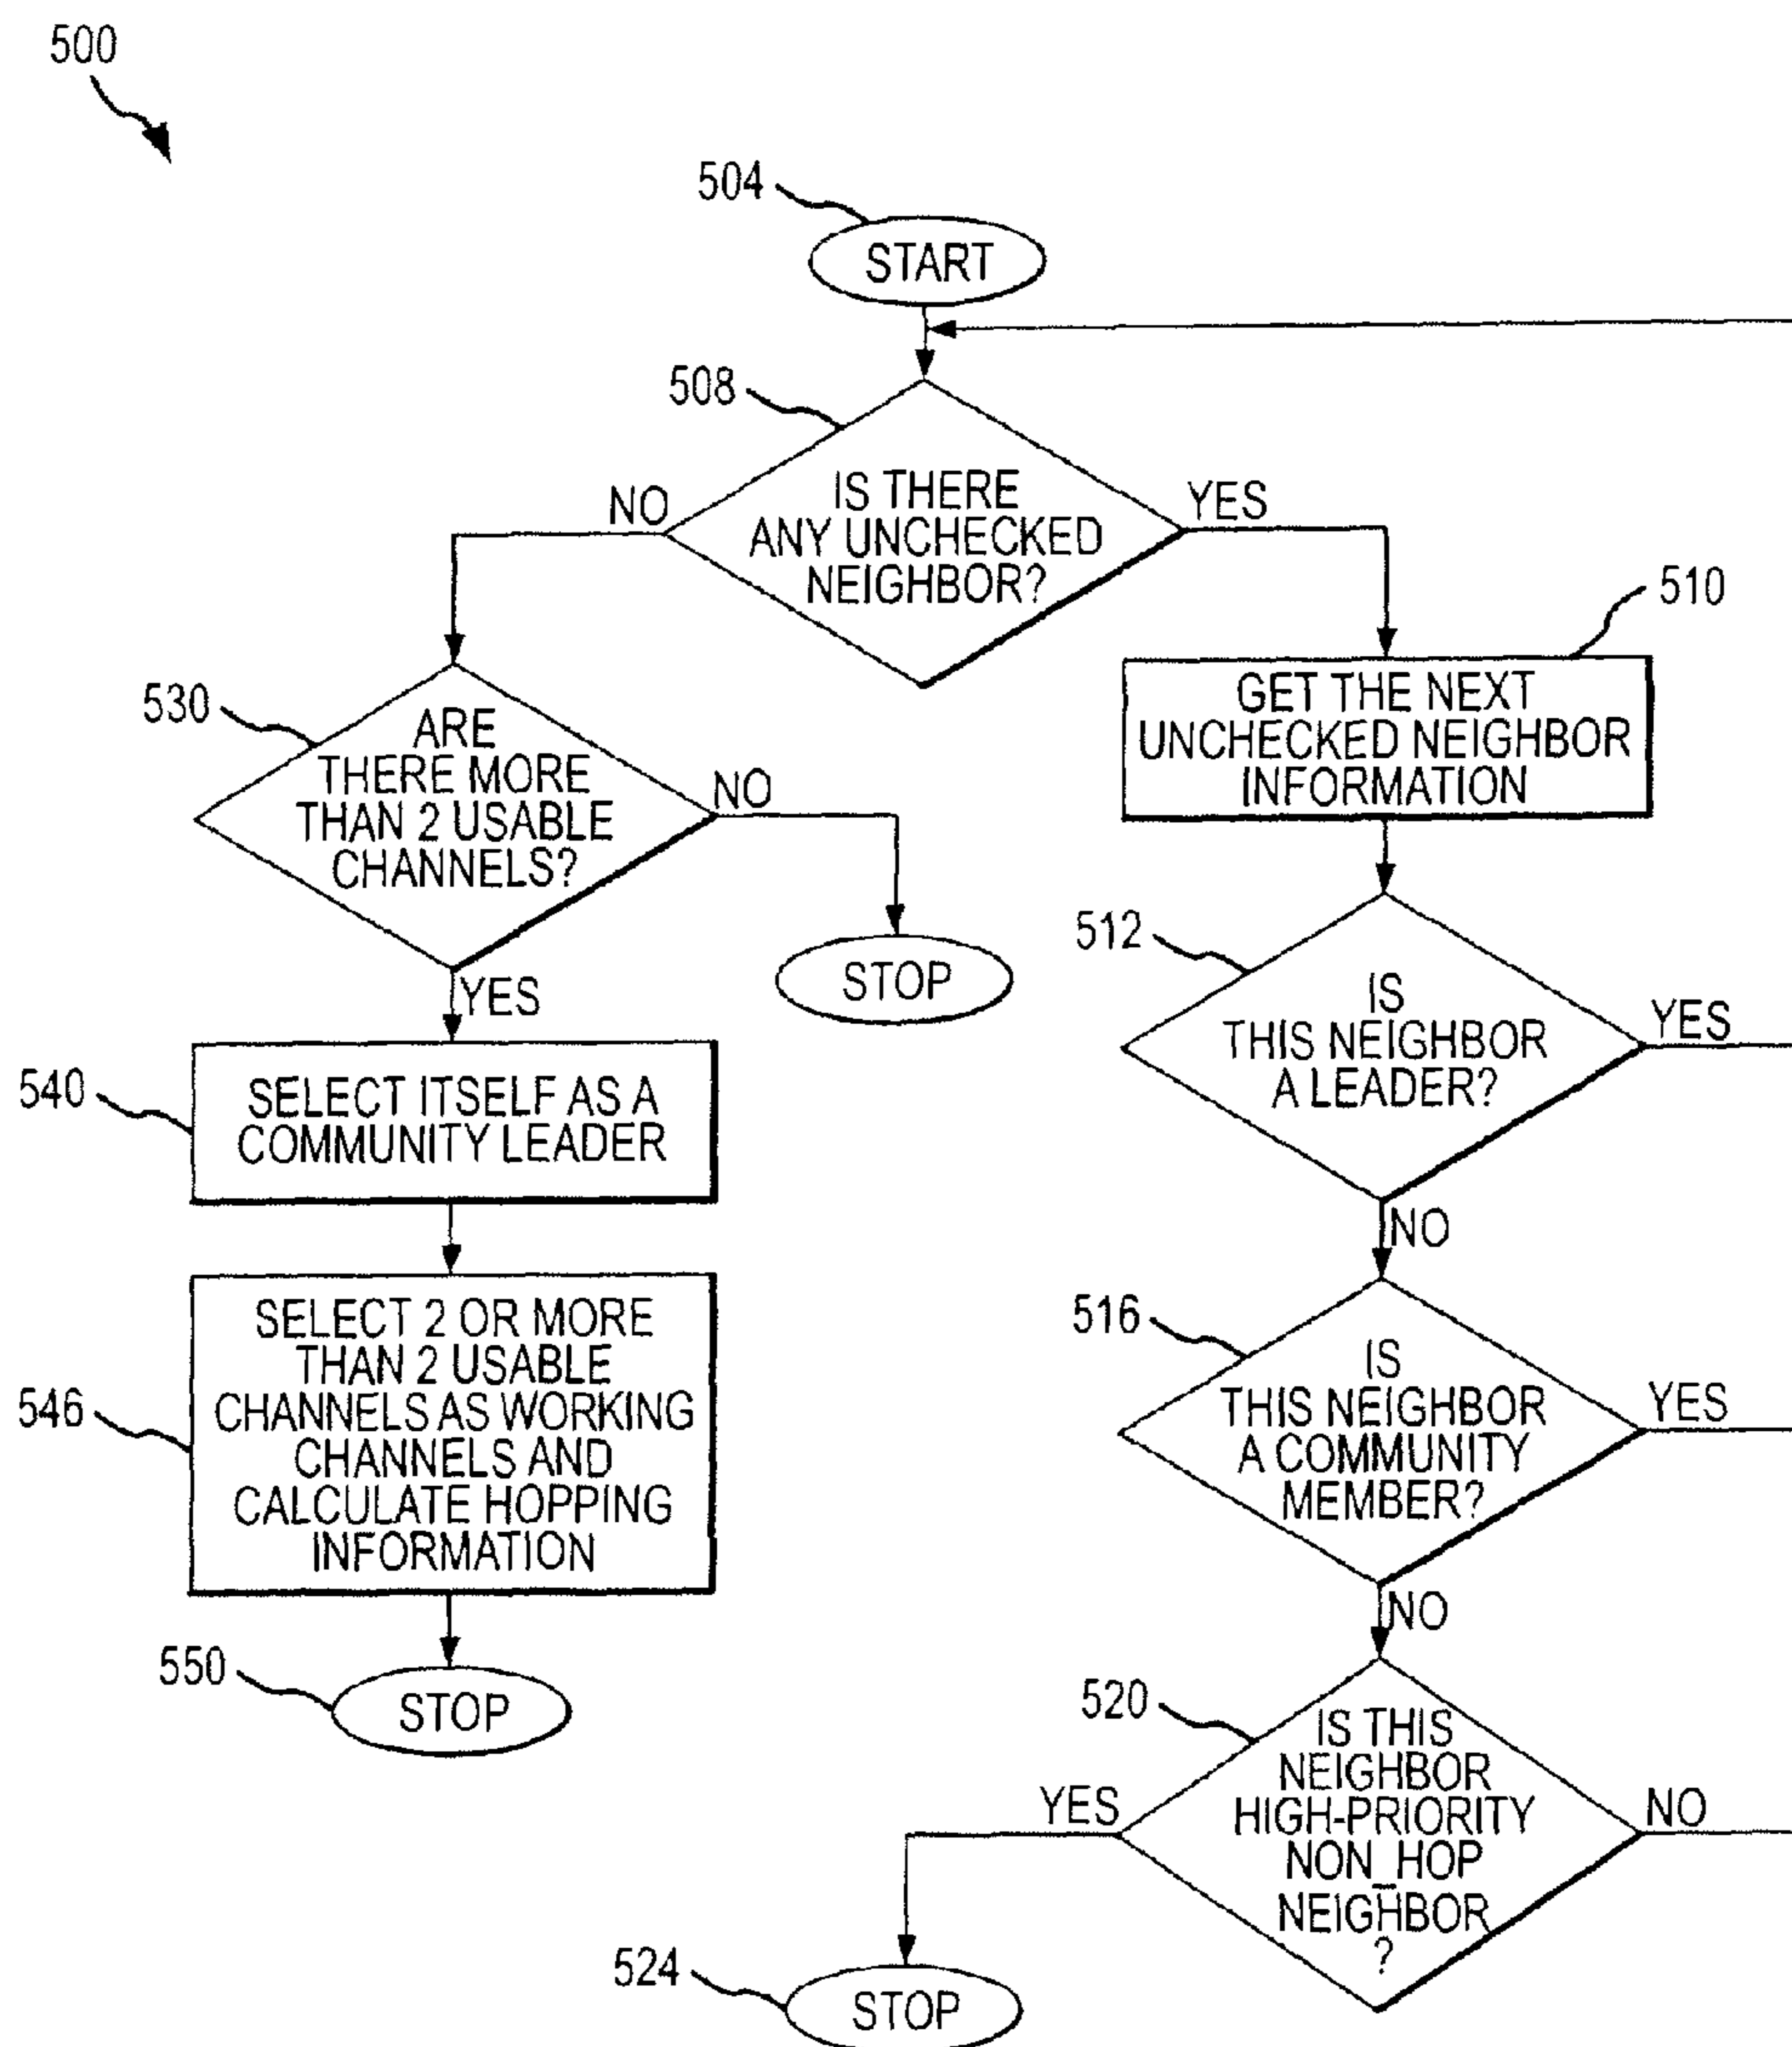 500
504
START
508
IS THERE
ANY UNCHECKED
NEIGHBOR?
NO
YES
510
GET THE NEXT
UNCHECKED NEIGHBOR
INFORMATION
530
ARE
THERE MORE
THAN 2 USABLE
CHANNELS?
NO
STOP
YES
512
IS
THIS NEIGHBOR
A LEADER?
YES
NO
540
SELECT ITSELF AS A
COMMUNITY LEADER
516
IS
THIS NEIGHBOR
A COMMUNITY
MEMBER?
YES
NO
546
SELECT 2 OR MORE
THAN 2 USABLE
CHANNELS AS WORKING
CHANNELS AND
CALCULATE HOPPING
INFORMATION
550
STOP
520
IS THIS
NEIGHBOR
HIGH-PRIORITY
NON_HOP
NEIGHBOR
?
YES
NO
524
STOP